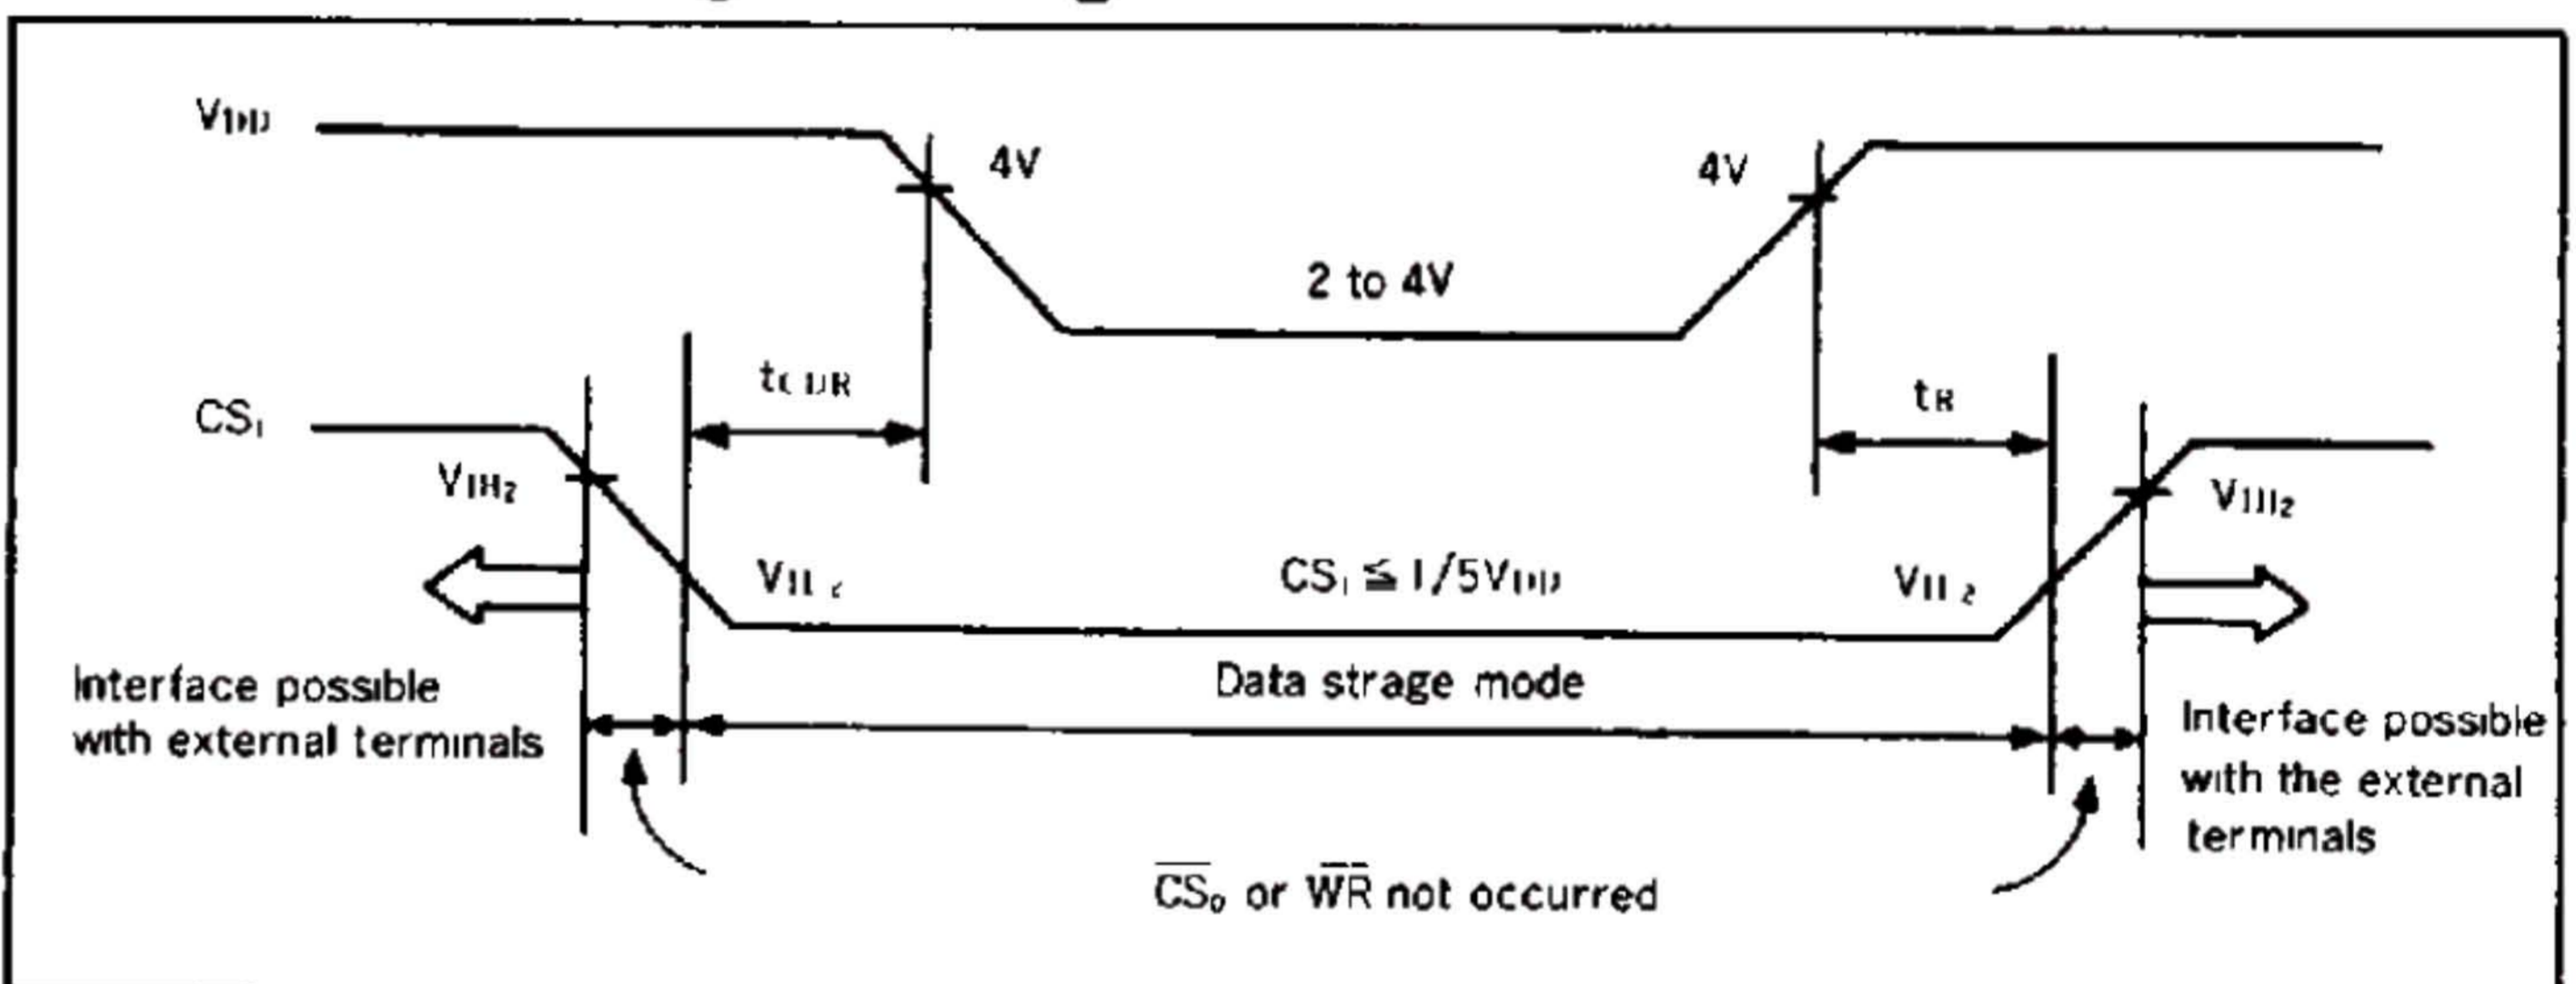 VDD
4V
4V
2 to 4V
tCDR
tR
CS1
VIH2
VIH2
VIL2
CS1 ≦ 1/5VDD
VIL2
Data strage mode
Interface possible
with external terminals
Interface possible
with the external
terminals
CS0 or WR not occurred